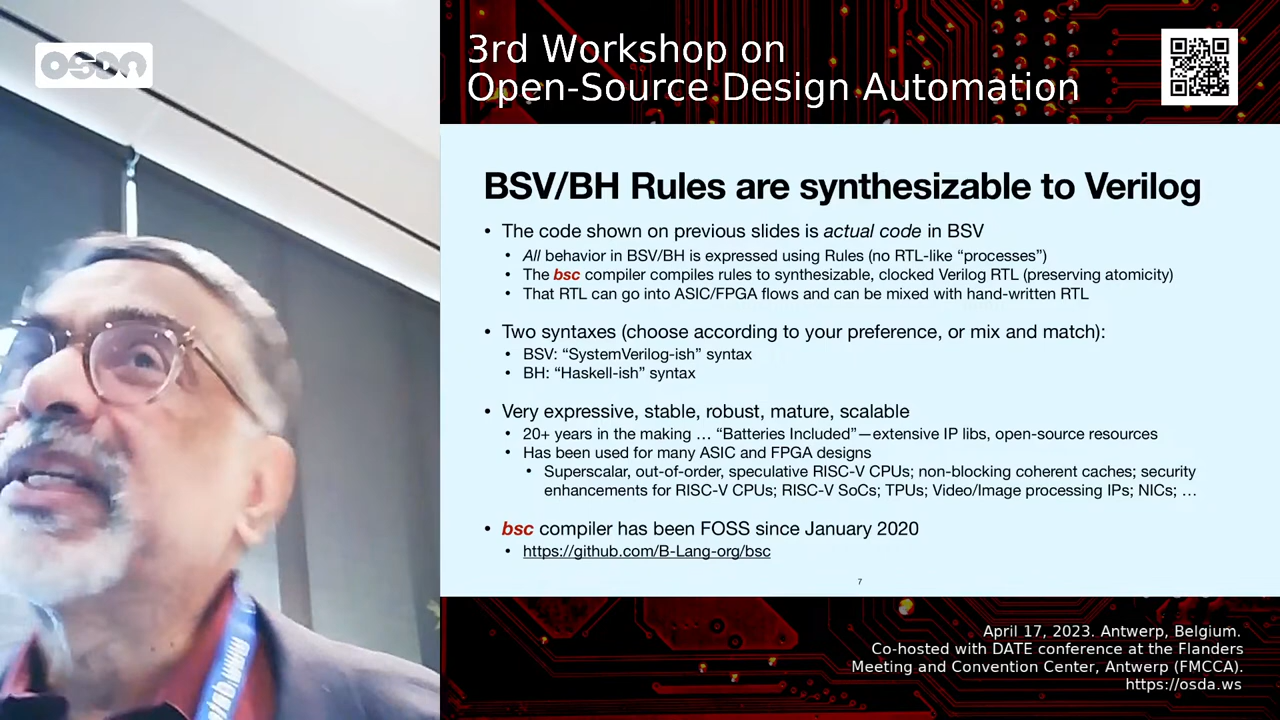 OSDA
3rd Workshop on
Open-Source Design Automation
BSV/BH Rules are synthesizable to Verilog
• The code shown on previous slides is actual code in BSV
• All behavior in BSV/BH is expressed using Rules (no RTL-like “processes”)
• The bsc compiler compiles rules to synthesizable, clocked Verilog RTL (preserving atomicity)
• That RTL can go into ASIC/FPGA flows and can be mixed with hand-written RTL
• Two syntaxes (choose according to your preference, or mix and match):
• BSV: “SystemVerilog-ish” syntax
• BH: “Haskell-ish” syntax
• Very expressive, stable, robust, mature, scalable
• 20+ years in the making … “Batteries Included”—extensive IP libs, open-source resources
• Has been used for many ASIC and FPGA designs
• Superscalar, out-of-order, speculative RISC-V CPUs; non-blocking coherent caches; security
enhancements for RISC-V CPUs; RISC-V SoCs; TPUs; Video/Image processing IPs; NICs; …
• bsc compiler has been FOSS since January 2020
• https://github.com/B-Lang-org/bsc
7
April 17, 2023. Antwerp, Belgium.
Co-hosted with DATE conference at the Flanders
Meeting and Convention Center, Antwerp (FMCCA).
https://osda.ws